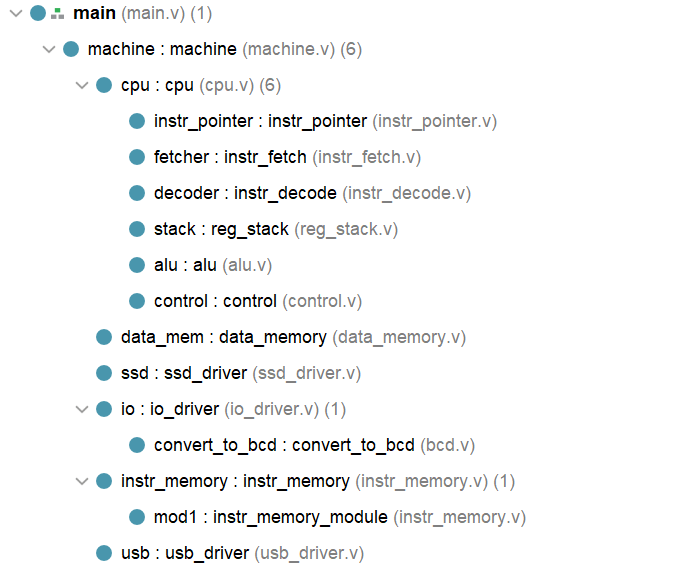 main (main.v) (1)
machine : machine (machine.v) (6)
cpu : cpu (cpu.v) (6)
instr_pointer : instr_pointer (instr_pointer.v)
fetcher : instr_fetch (instr_fetch.v)
decoder : instr_decode (instr_decode.v)
stack : reg_stack (reg_stack.v)
alu : alu (alu.v)
control : control (control.v)
data_mem : data_memory (data_memory.v)
ssd : ssd_driver (ssd_driver.v)
io : io_driver (io_driver.v) (1)
convert_to_bcd : convert_to_bcd (bcd.v)
instr_memory : instr_memory (instr_memory.v) (1)
mod1 : instr_memory_module (instr_memory.v)
usb : usb_driver (usb_driver.v)